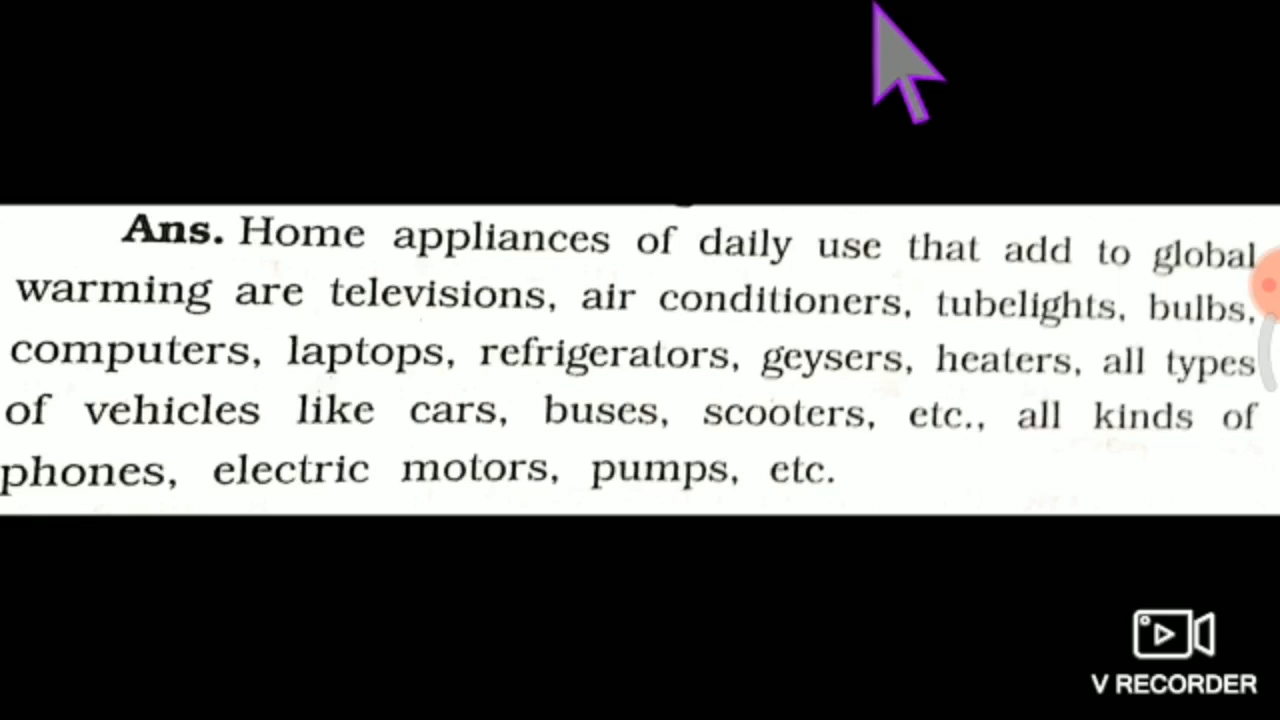 Ans. Home appliances of daily use that add to global
warming are televisions, air conditioners, tubelights, bulbs,
computers, laptops, refrigerators, geysers, heaters, all types
of vehicles like cars, buses, scooters, etc., all kinds of
phones, electric motors, pumps, etc.
V RECORDER